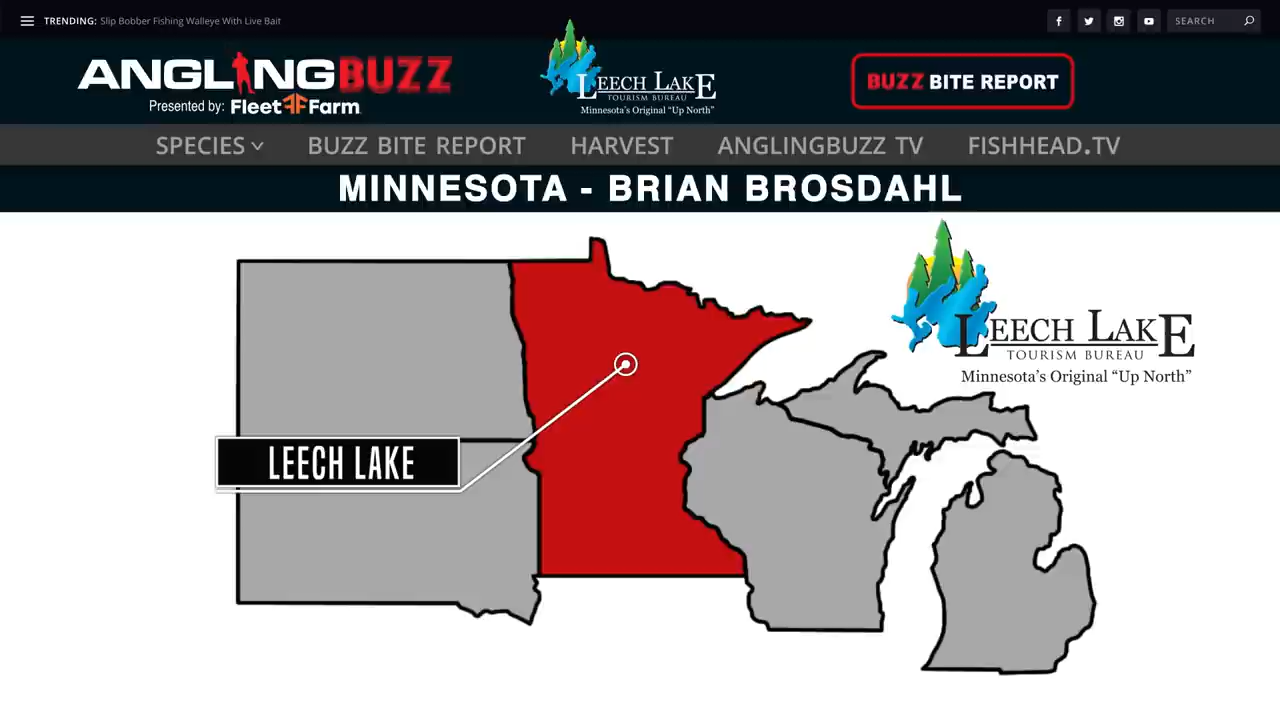 TRENDING: Slip Bobber Fishing Walleye With Live Bait
SEARCH
ANGLINGBUZZ
Presented by: Fleet Farm
LEECH LAKE
TOURISM BUREAU
Minnesota's Original "Up North"
BUZZ BITE REPORT
SPECIES
BUZZ BITE REPORT
HARVEST
ANGLINGBUZZ TV
FISHHEAD.TV
MINNESOTA - BRIAN BROSDAHL
LEECH LAKE
TOURISM BUREAU
Minnesota's Original "Up North"
LEECH LAKE